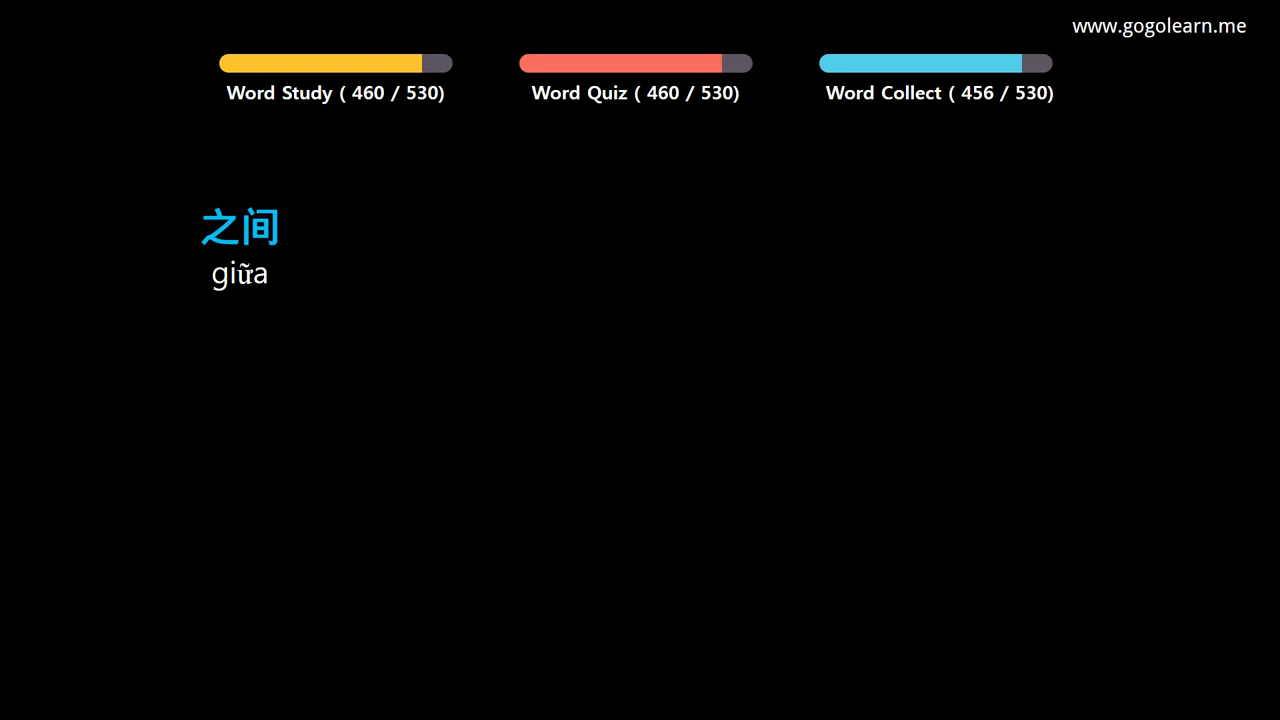 www.gogolearn.me
Word Study ( 460 / 530)
Word Quiz ( 460 / 530)
Word Collect ( 456 / 530)
之间
giữa